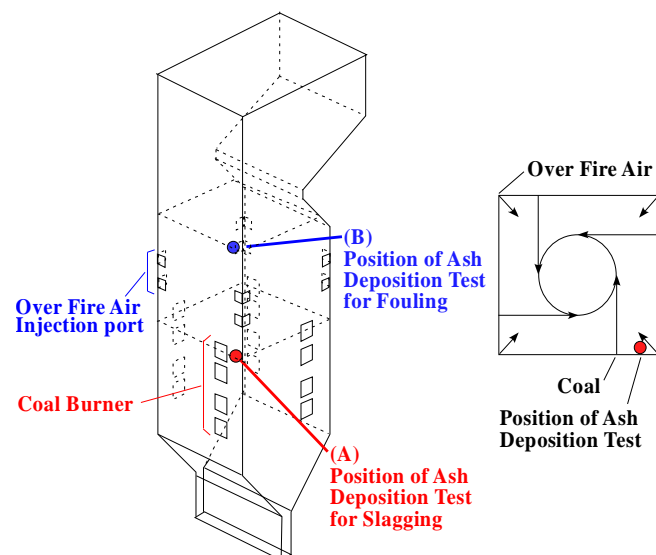 Over Fire Air
(B)
Position of Ash
Deposition Test
for Fouling
Over Fire Air
Injection port
Coal
Coal Burner
Position of Ash
Deposition Test
(A)
Position of Ash
Deposition Test
for Slagging